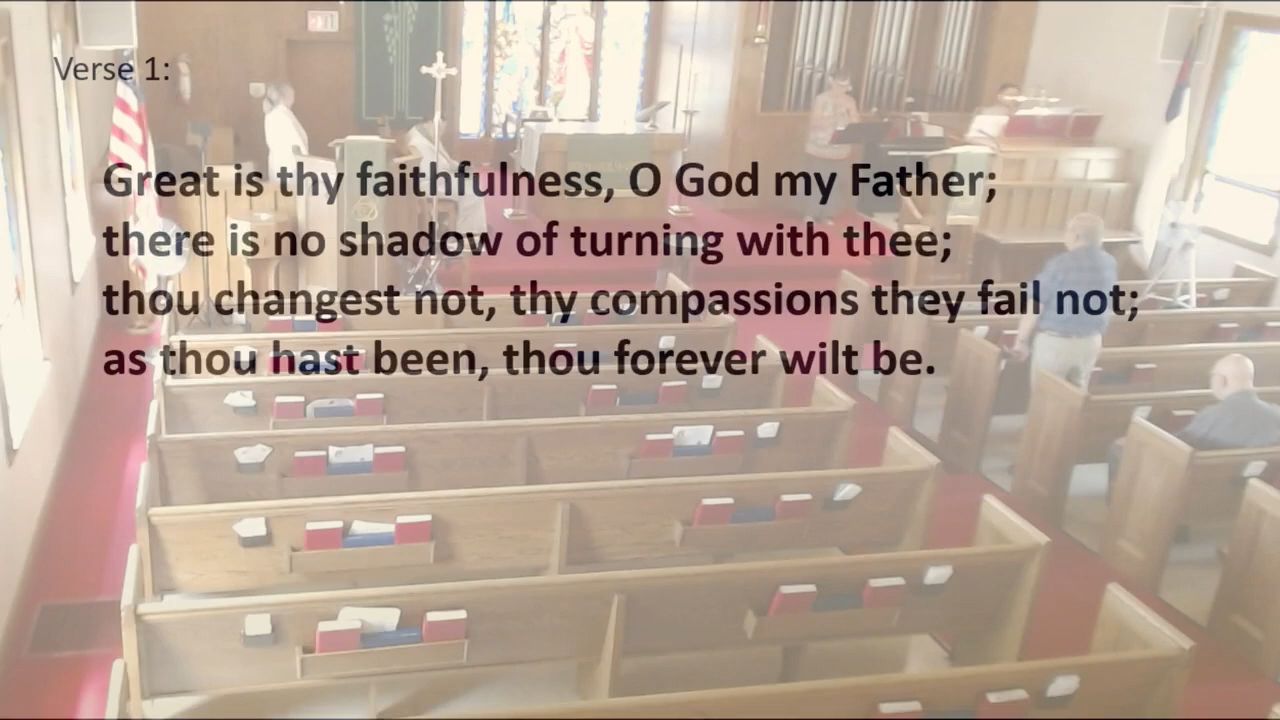 Verse 1:
Great is thy faithfulness, O God my Father;
there is no shadow of turning with thee;
thou changest not, thy compassions they fail not;
as thou hast been, thou forever wilt be.